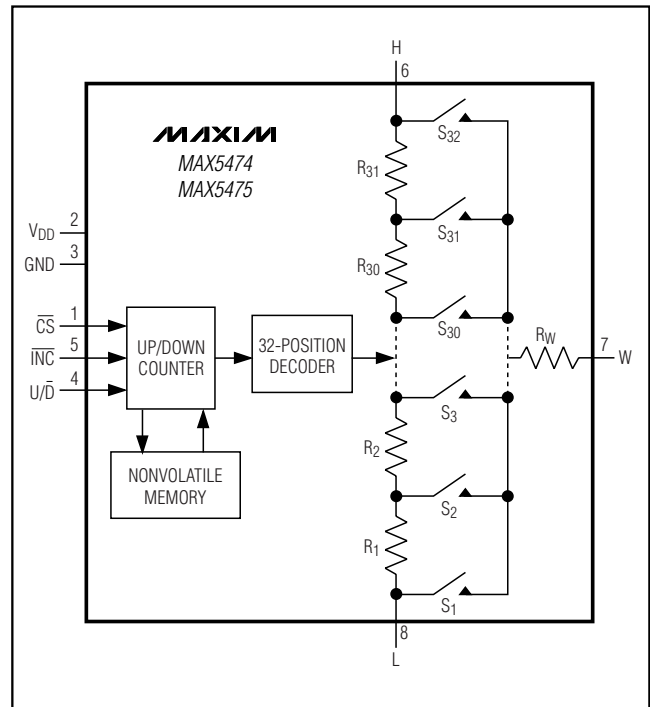 H
6
MAXIM
MAX5474
MAX5475
S32
R31
VDD 2
S31
GND 3
R30
CS̅ 1
S30
UP/DOWN
COUNTER
32-POSITION
DECODER
RW
7 W
INC̅ 5
U/D̅ 4
S3
R2
NONVOLATILE
MEMORY
S2
R1
S1
8
L